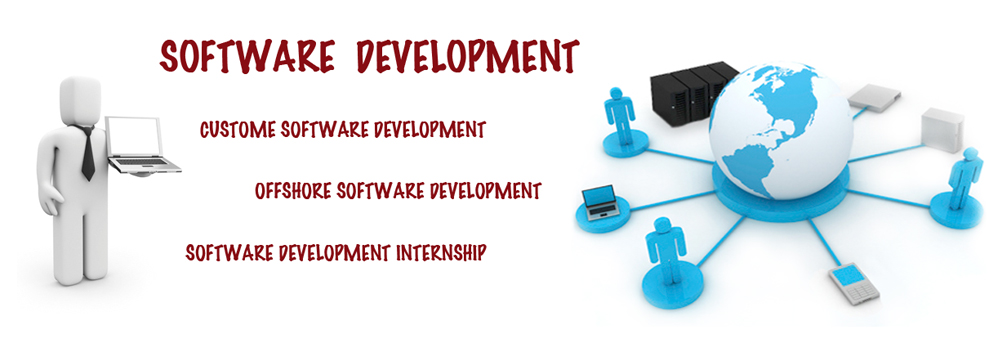 SOFTWARE DEVELOPMENT
CUSTOME SOFTWARE DEVELOPMENT
OFFSHORE SOFTWARE DEVELOPMENT
SOFTWARE DEVELOPMENT INTERNSHIP